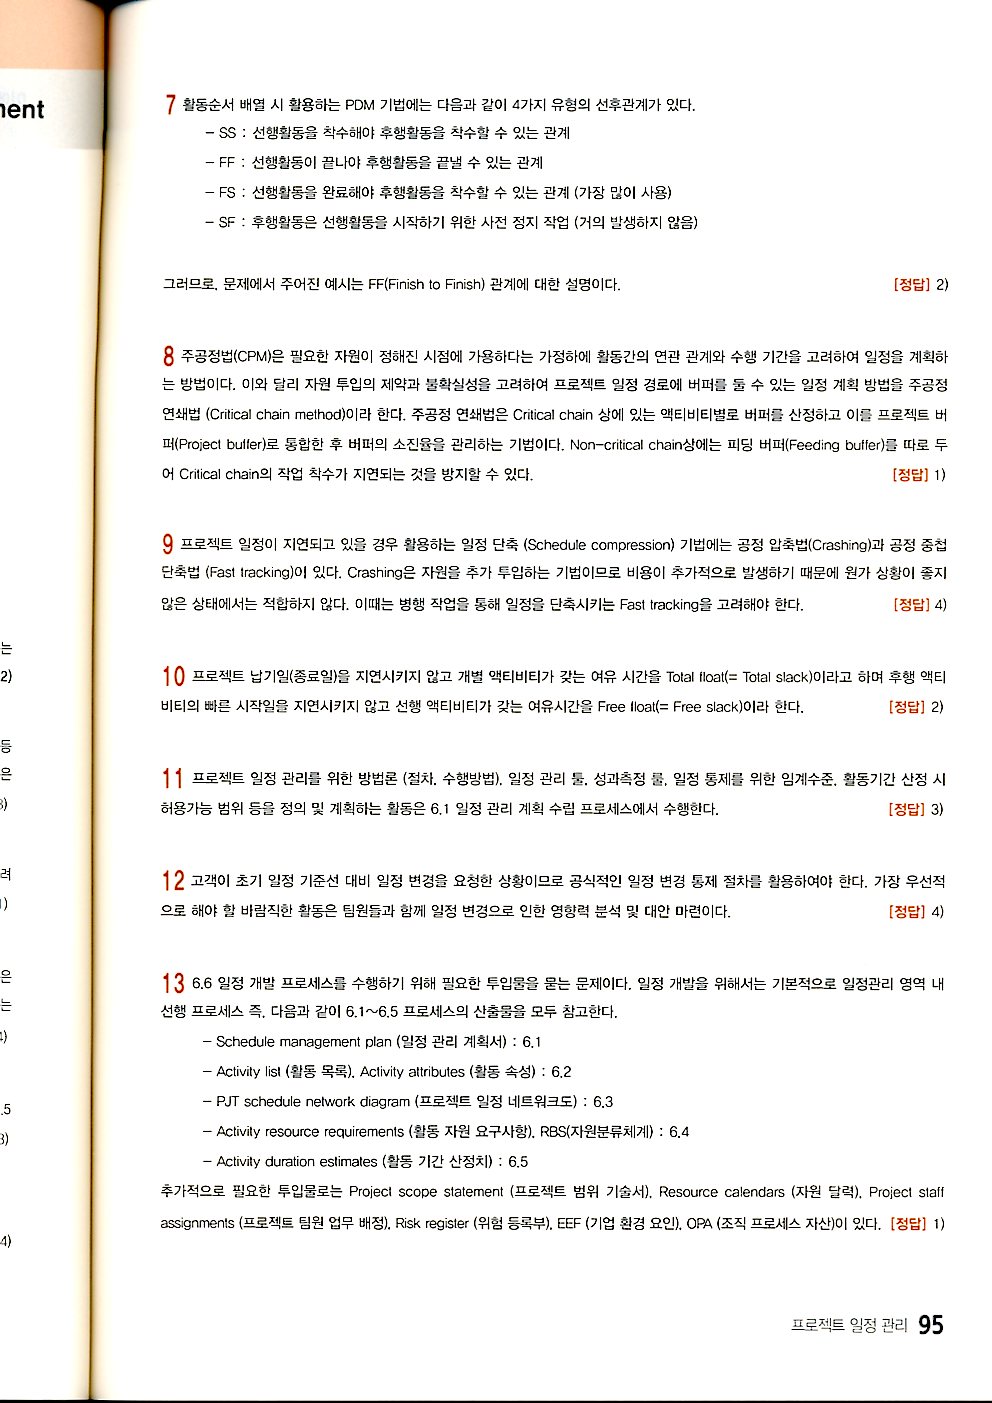 ment
는
2)
등
은
3)
려
1)
은
는
4)
.5
3)
4)
7 활동순서 배열 시 활용하는 PDM 기법에는 다음과 같이 4가지 유형의 선후관계가 있다.
– SS : 선행활동을 착수해야 후행활동을 착수할 수 있는 관계
– FF : 선행활동이 끝나야 후행활동을 끝낼 수 있는 관계
– FS : 선행활동을 완료해야 후행활동을 착수할 수 있는 관계 (가장 많이 사용)
– SF : 후행활동은 선행활동을 시작하기 위한 사전 정지 작업 (거의 발생하지 않음)
그러므로, 문제에서 주어진 예시는 FF(Finish to Finish) 관계에 대한 설명이다. [정답] 2)
8 주공정법(CPM)은 필요한 자원이 정해진 시점에 가용하다는 가정하에 활동간의 연관 관계와 수행 기간을 고려하여 일정을 계획하
는 방법이다. 이와 달리 자원 투입의 제약과 불확실성을 고려하여 프로젝트 일정 경로에 버퍼를 둘 수 있는 일정 계획 방법을 주공정
연쇄법 (Critical chain method)이라 한다. 주공정 연쇄법은 Critical chain 상에 있는 액티비티별로 버퍼를 산정하고 이를 프로젝트 버
퍼(Project buffer)로 통합한 후 버퍼의 소진율을 관리하는 기법이다. Non-critical chain상에는 피딩 버퍼(Feeding buffer)를 따로 두
어 Critical chain의 작업 착수가 지연되는 것을 방지할 수 있다. [정답] 1)
9 프로젝트 일정이 지연되고 있을 경우 활용하는 일정 단축 (Schedule compression) 기법에는 공정 압축법(Crashing)과 공정 중첩
단축법 (Fast tracking)이 있다. Crashing은 자원을 추가 투입하는 기법이므로 비용이 추가적으로 발생하기 때문에 원가 상황이 좋지
않은 상태에서는 적합하지 않다. 이때는 병행 작업을 통해 일정을 단축시키는 Fast tracking을 고려해야 한다. [정답] 4)
10 프로젝트 납기일(종료일)을 지연시키지 않고 개별 액티비티가 갖는 여유 시간을 Total float(= Total slack)이라고 하며 후행 액티
비티의 빠른 시작일을 지연시키지 않고 선행 액티비티가 갖는 여유시간을 Free float(= Free slack)이라 한다. [정답] 2)
11 프로젝트 일정 관리를 위한 방법론 (절차, 수행방법), 일정 관리 툴, 성과측정 룰, 일정 통제를 위한 임계수준, 활동기간 산정 시
허용가능 범위 등을 정의 및 계획하는 활동은 6.1 일정 관리 계획 수립 프로세스에서 수행한다. [정답] 3)
12 고객이 초기 일정 기준선 대비 일정 변경을 요청한 상황이므로 공식적인 일정 변경 통제 절차를 활용하여야 한다. 가장 우선적
으로 해야 할 바람직한 활동은 팀원들과 함께 일정 변경으로 인한 영향력 분석 및 대안 마련이다. [정답] 4)
13 6.6 일정 개발 프로세스를 수행하기 위해 필요한 투입물을 묻는 문제이다. 일정 개발을 위해서는 기본적으로 일정관리 영역 내
선행 프로세스 즉, 다음과 같이 6.1~6.5 프로세스의 산출물을 모두 참고한다.
– Schedule management plan (일정 관리 계획서) : 6.1
– Activity list (활동 목록), Activity attributes (활동 속성) : 6.2
– PJT schedule network diagram (프로젝트 일정 네트워크도) : 6.3
– Activity resource requirements (활동 자원 요구사항), RBS(자원분류체계) : 6.4
– Activity duration estimates (활동 기간 산정치) : 6.5
추가적으로 필요한 투입물로는 Project scope statement (프로젝트 범위 기술서), Resource calendars (자원 달력), Project staff
assignments (프로젝트 팀원 업무 배정), Risk register (위험 등록부), EEF (기업 환경 요인), OPA (조직 프로세스 자산)이 있다. [정답] 1)
프로젝트 일정 관리 95